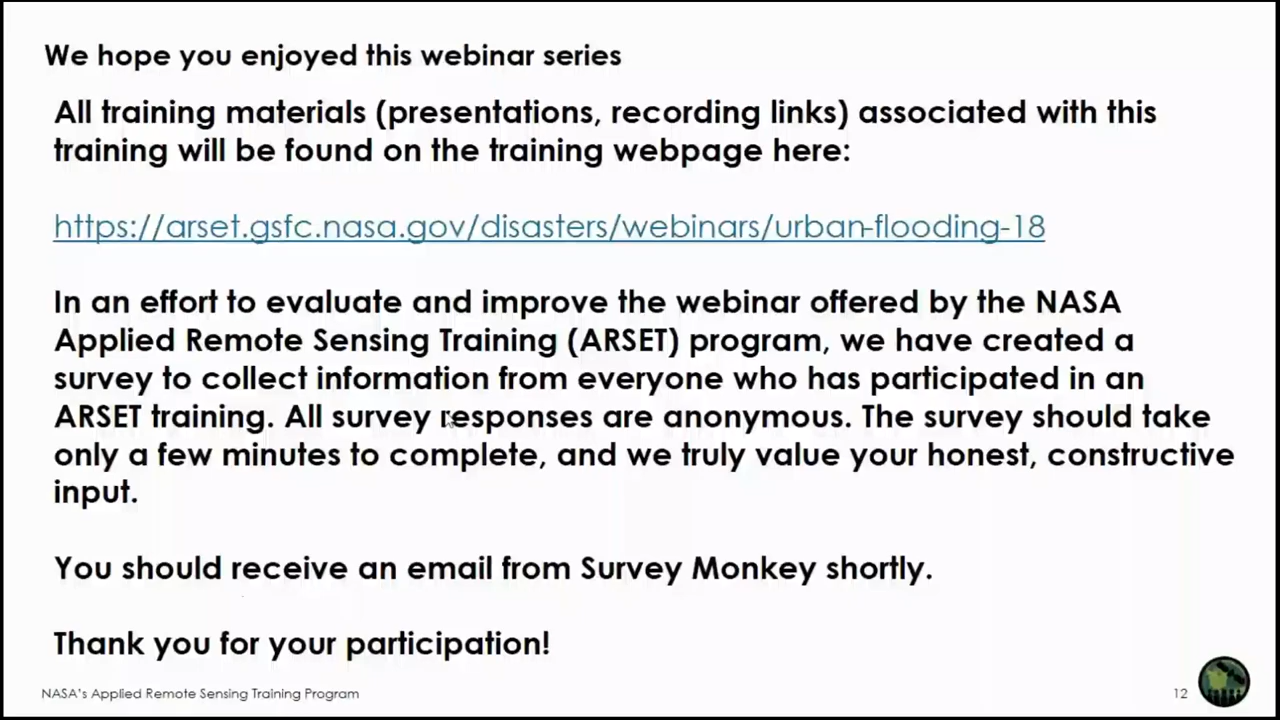 We hope you enjoyed this webinar series
All training materials (presentations, recording links) associated with this
training will be found on the training webpage here:
https://arset.gsfc.nasa.gov/disasters/webinars/urban-flooding-18
In an effort to evaluate and improve the webinar offered by the NASA
Applied Remote Sensing Training (ARSET) program, we have created a
survey to collect information from everyone who has participated in an
ARSET training. All survey responses are anonymous. The survey should take
only a few minutes to complete, and we truly value your honest, constructive
input.
You should receive an email from Survey Monkey shortly.
Thank you for your participation!
NASA's Applied Remote Sensing Training Program
12